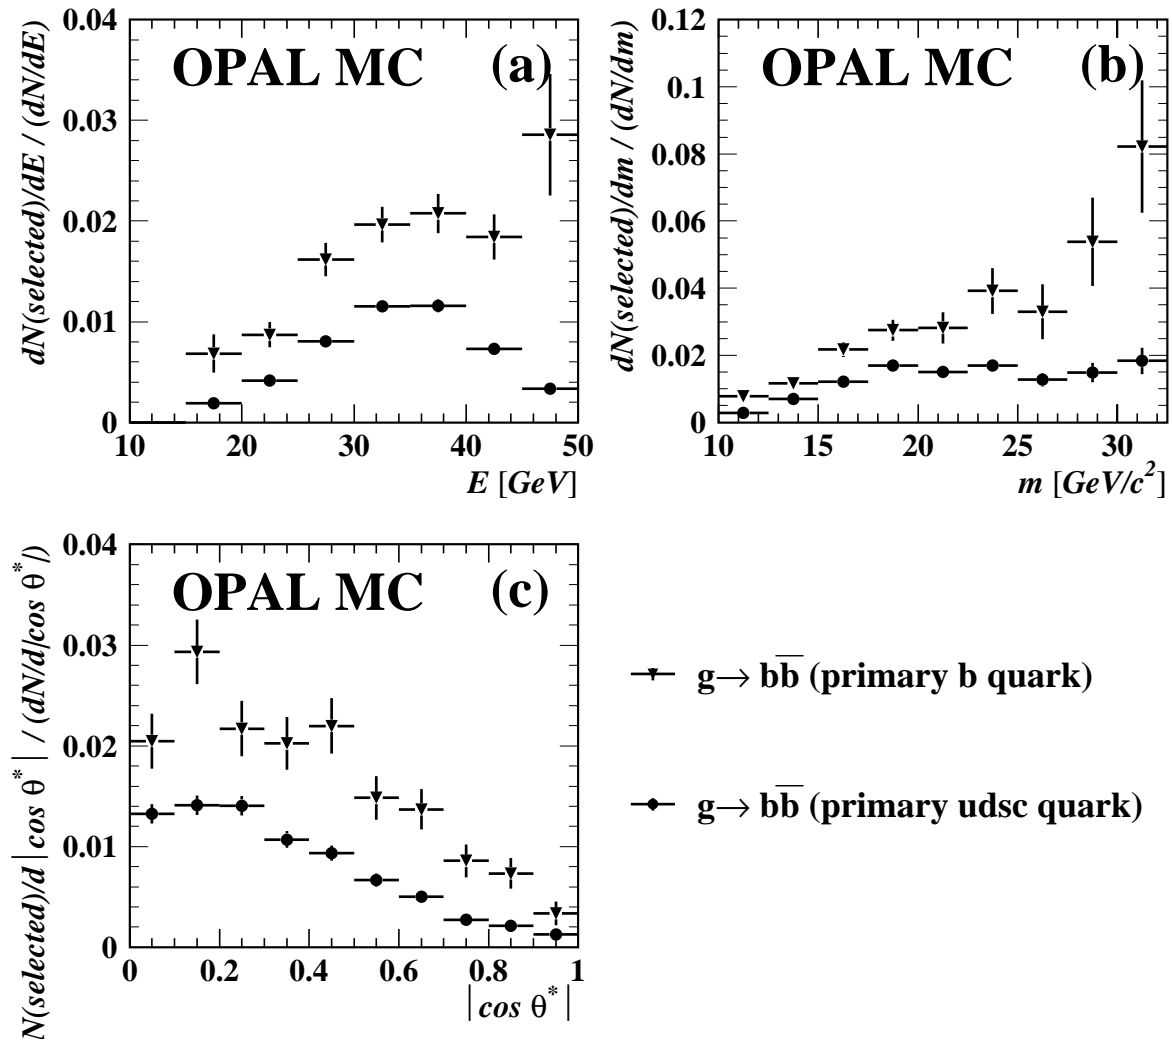 OPAL MC (a)
dN(selected)/dE / (dN/dE)
0.04
0.03
0.02
0.01
0
10 20 30 40 50
E [GeV]
OPAL MC (b)
dN(selected)/dm / (dN/dm)
0.12
0.1
0.08
0.06
0.04
0.02
0
10 15 20 25 30
m [GeV/c²]
OPAL MC (c)
N(selected)/d|cos θ*| / (dN/d|cos θ*|)
0.04
0.03
0.02
0.01
0
0 0.2 0.4 0.6 0.8 1
|cos θ*|
g→ bb̅ (primary b quark)
g→ bb̅ (primary udsc quark)